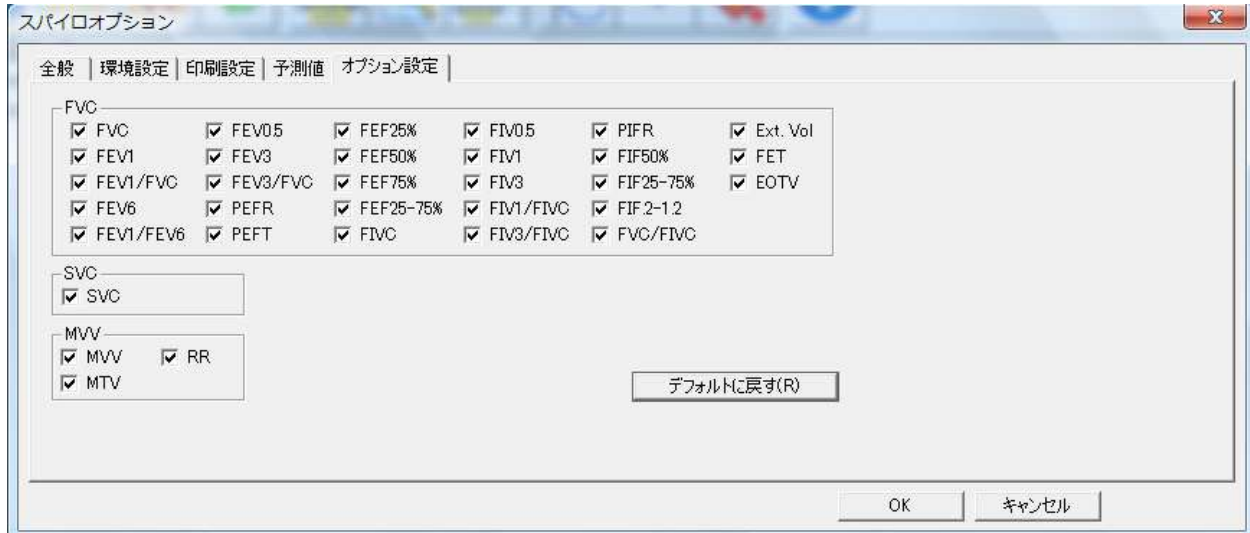 スパイロオプション
全般 環境設定 印刷設定 予測値 オプション設定
FVC
FVC FEV0.5 FEF25% FIV0.5 PIFR Ext. Vol
FEV1 FEV3 FEF50% FIV1 FIF50% FET
FEV1/FVC FEV3/FVC FEF75% FIV3 FIF25-75% EOTV
FEV6 PEFR FEF25-75% FIV1/FIVC FIF.2-1.2
FEV1/FEV6 PEFT FIVC FIV3/FIVC FVC/FIVC
SVC
SVC
MVV
MVV RR
MTV
デフォルトに戻す(R)
OK キャンセル